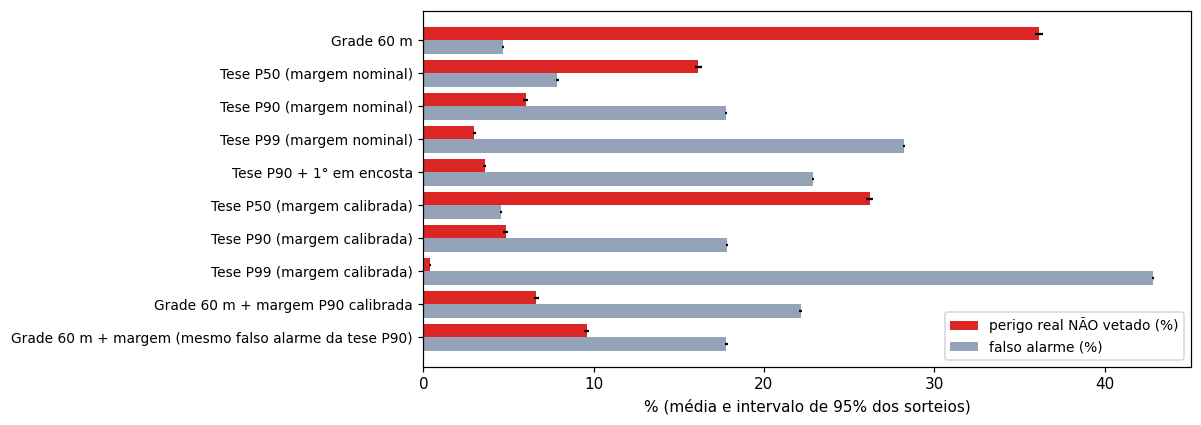 Grade 60 m
Tese P50 (margem nominal)
Tese P90 (margem nominal)
Tese P99 (margem nominal)
Tese P90 + 1° em encosta
Tese P50 (margem calibrada)
Tese P90 (margem calibrada)
Tese P99 (margem calibrada)
Grade 60 m + margem P90 calibrada
Grade 60 m + margem (mesmo falso alarme da tese P90)
perigo real NÃO vetado (%)
falso alarme (%)
0 10 20 30 40
% (média e intervalo de 95% dos sorteios)